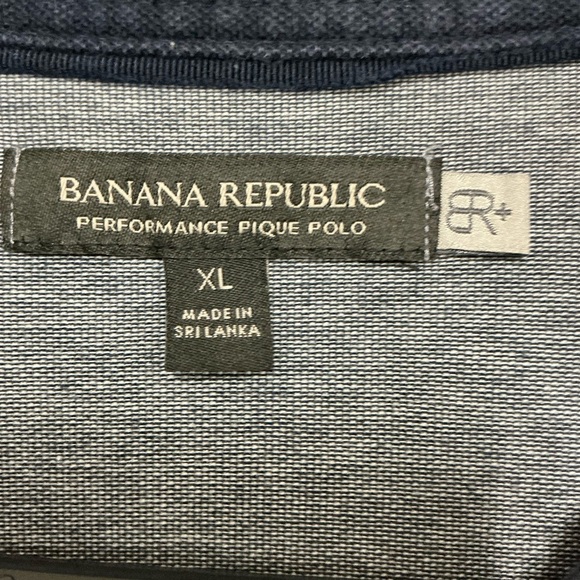 BANANA REPUBLIC
PERFORMANCE PIQUE POLO
BR+
XL
MADE IN
SRI LANKA